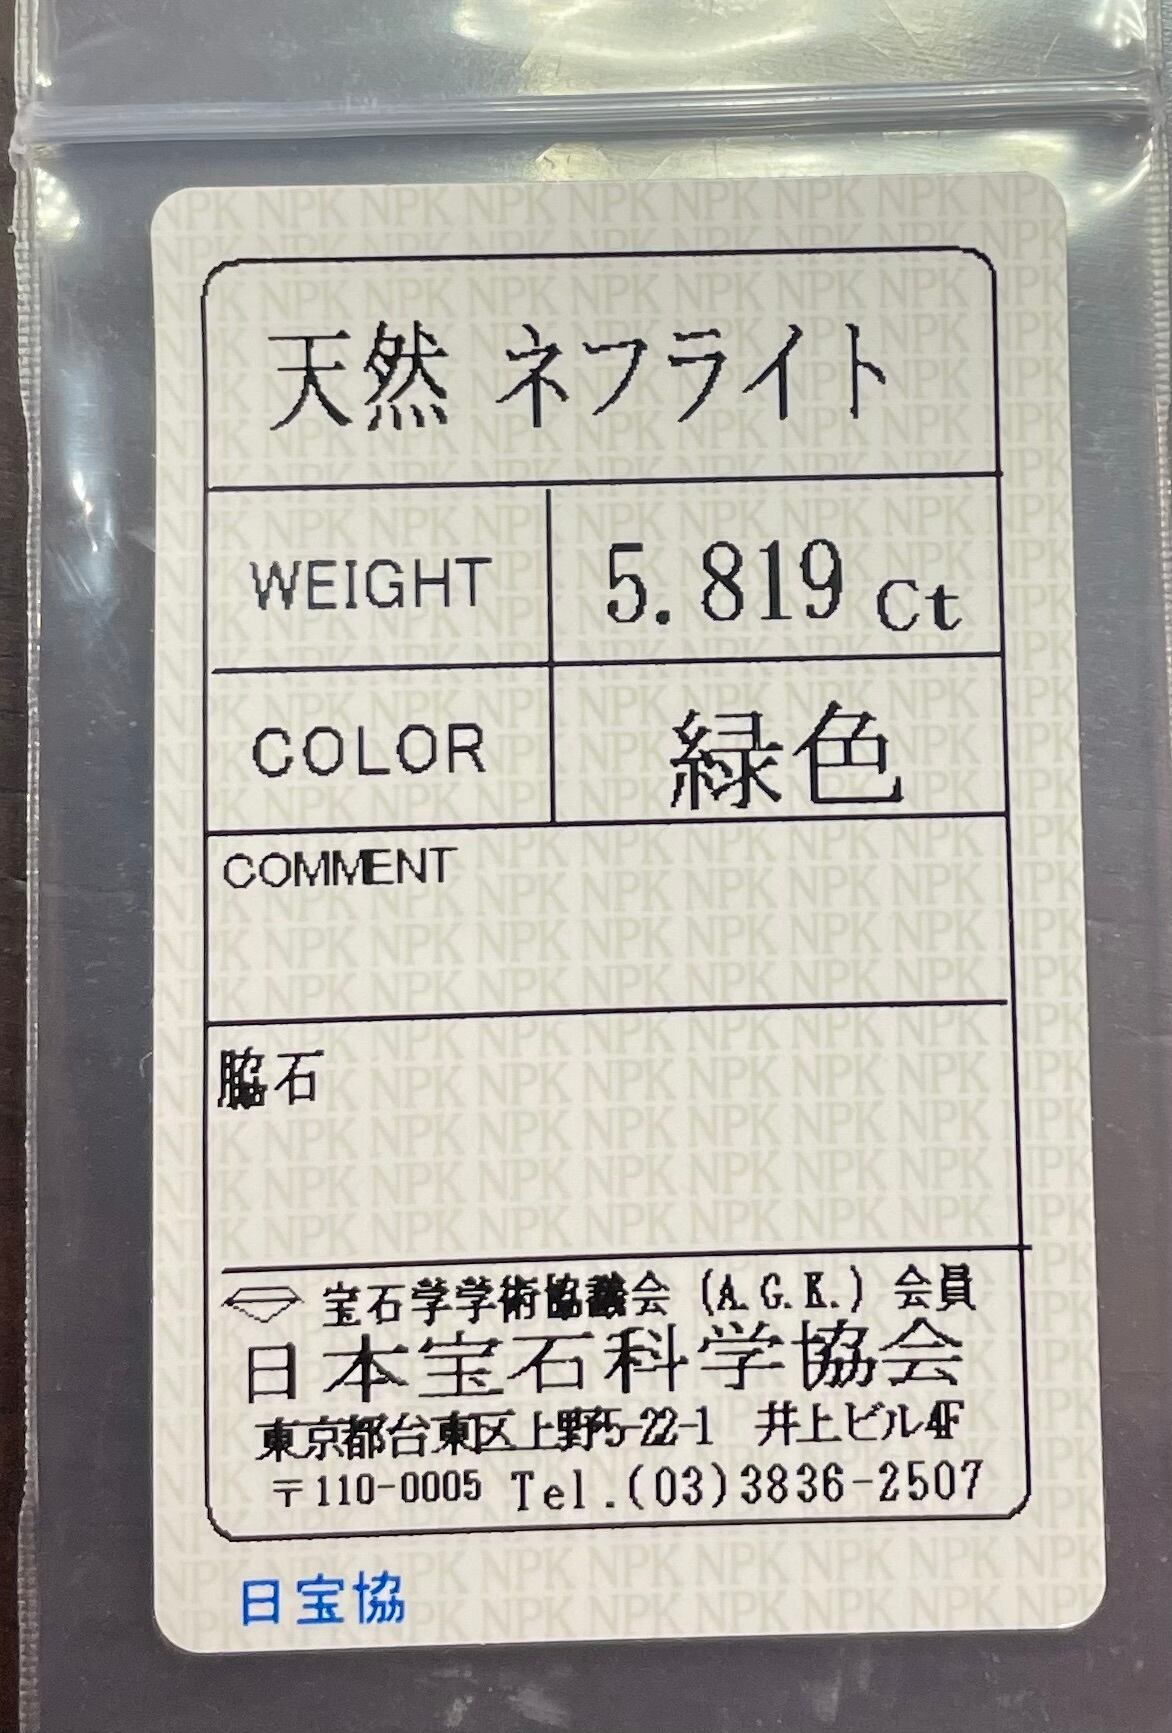 天然 ネフライト
WEIGHT 5.819 Ct
COLOR 緑色
COMMENT
脇石
宝石学学術協議会 (A.G.K.) 会員
日本宝石科学協会
東京都台東区上野5-22-1 井上ビル4F
〒110-0005 Tel.(03)3836-2507
日宝協